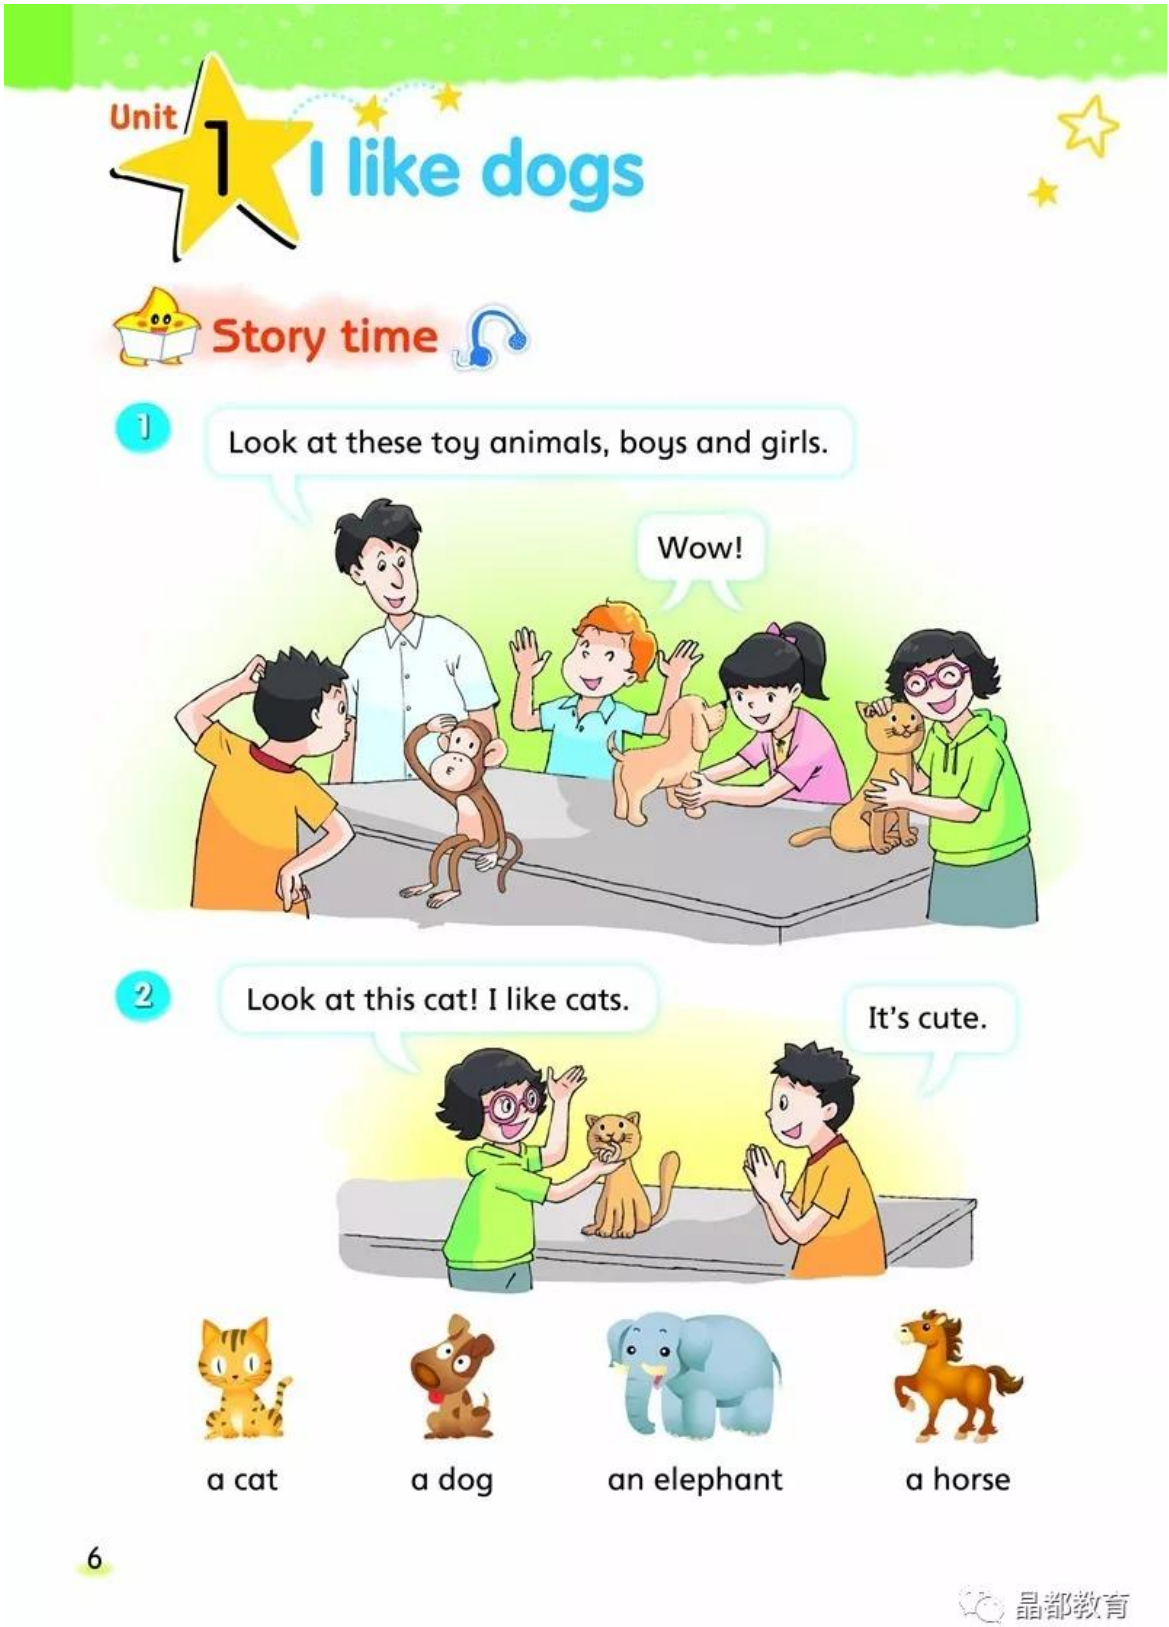 Unit
1
I like dogs
Story time
1
Look at these toy animals, boys and girls.
Wow!
2
Look at this cat! I like cats.
It's cute.
a cat
a dog
an elephant
a horse
6
晶都教育